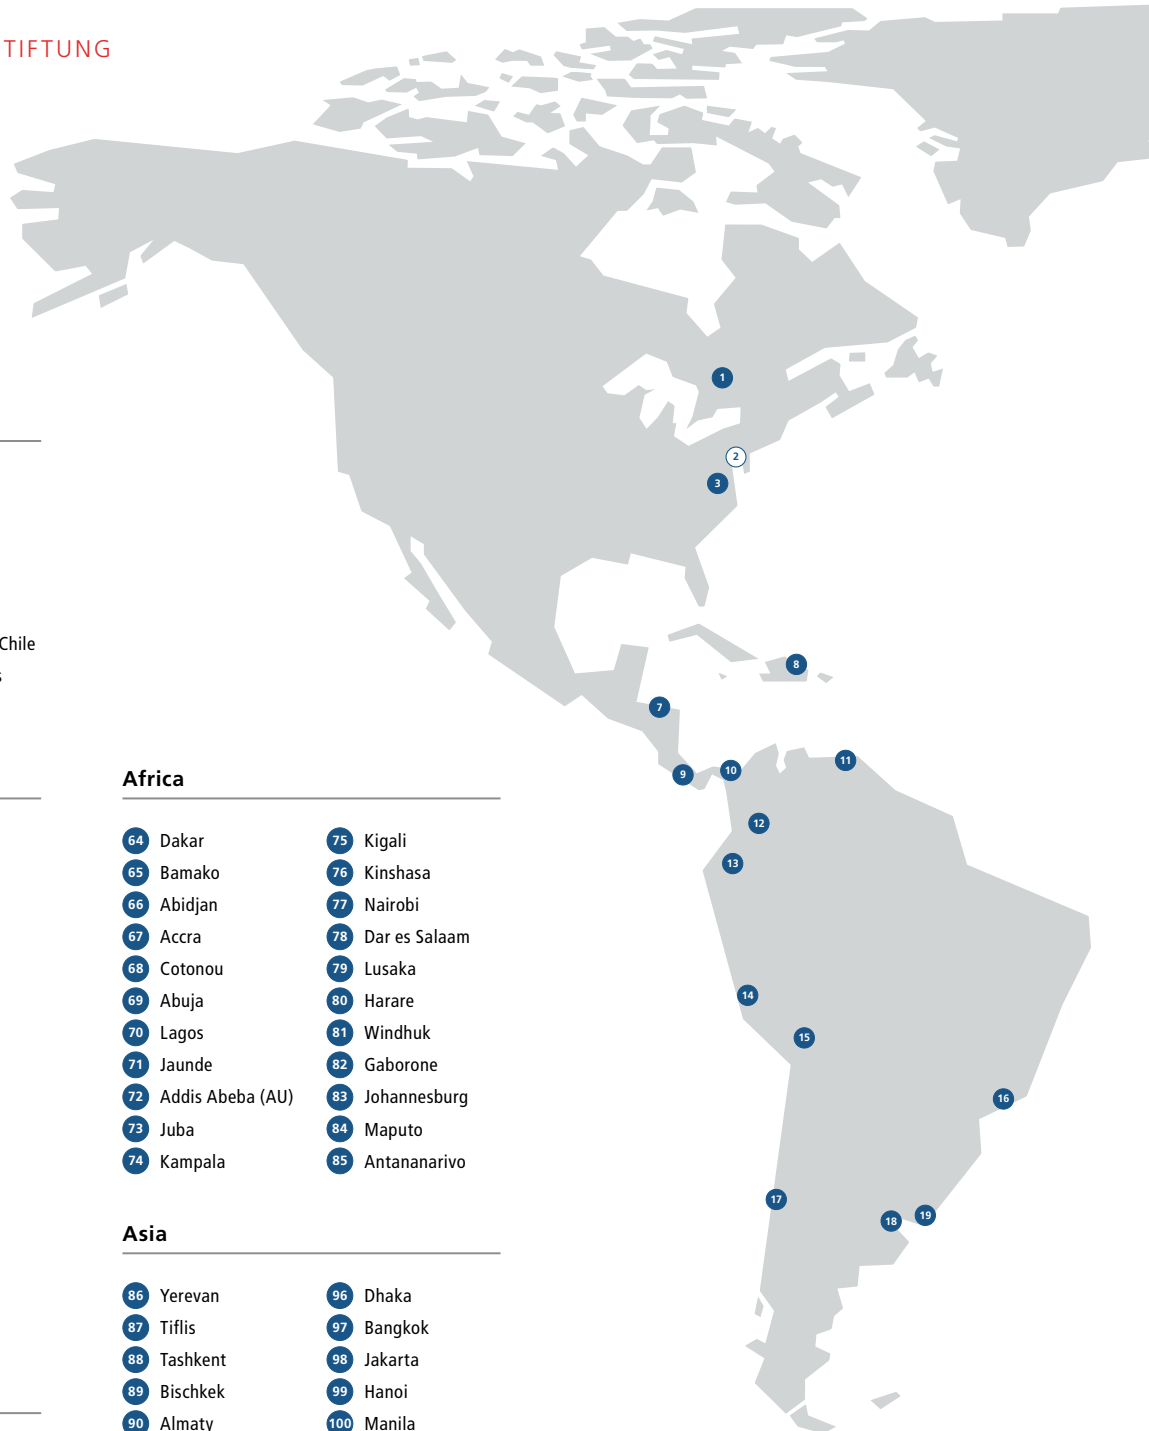 TIFTUNG
1
2
3
Chile
s
8
7
9
10
11
12
13
14
15
16
17
18
19
Africa
64 Dakar
65 Bamako
66 Abidjan
67 Accra
68 Cotonou
69 Abuja
70 Lagos
71 Jaunde
72 Addis Abeba (AU)
73 Juba
74 Kampala
75 Kigali
76 Kinshasa
77 Nairobi
78 Dar es Salaam
79 Lusaka
80 Harare
81 Windhuk
82 Gaborone
83 Johannesburg
84 Maputo
85 Antananarivo
Asia
86 Yerevan
87 Tiflis
88 Tashkent
89 Bischkek
90 Almaty
96 Dhaka
97 Bangkok
98 Jakarta
99 Hanoi
100 Manila